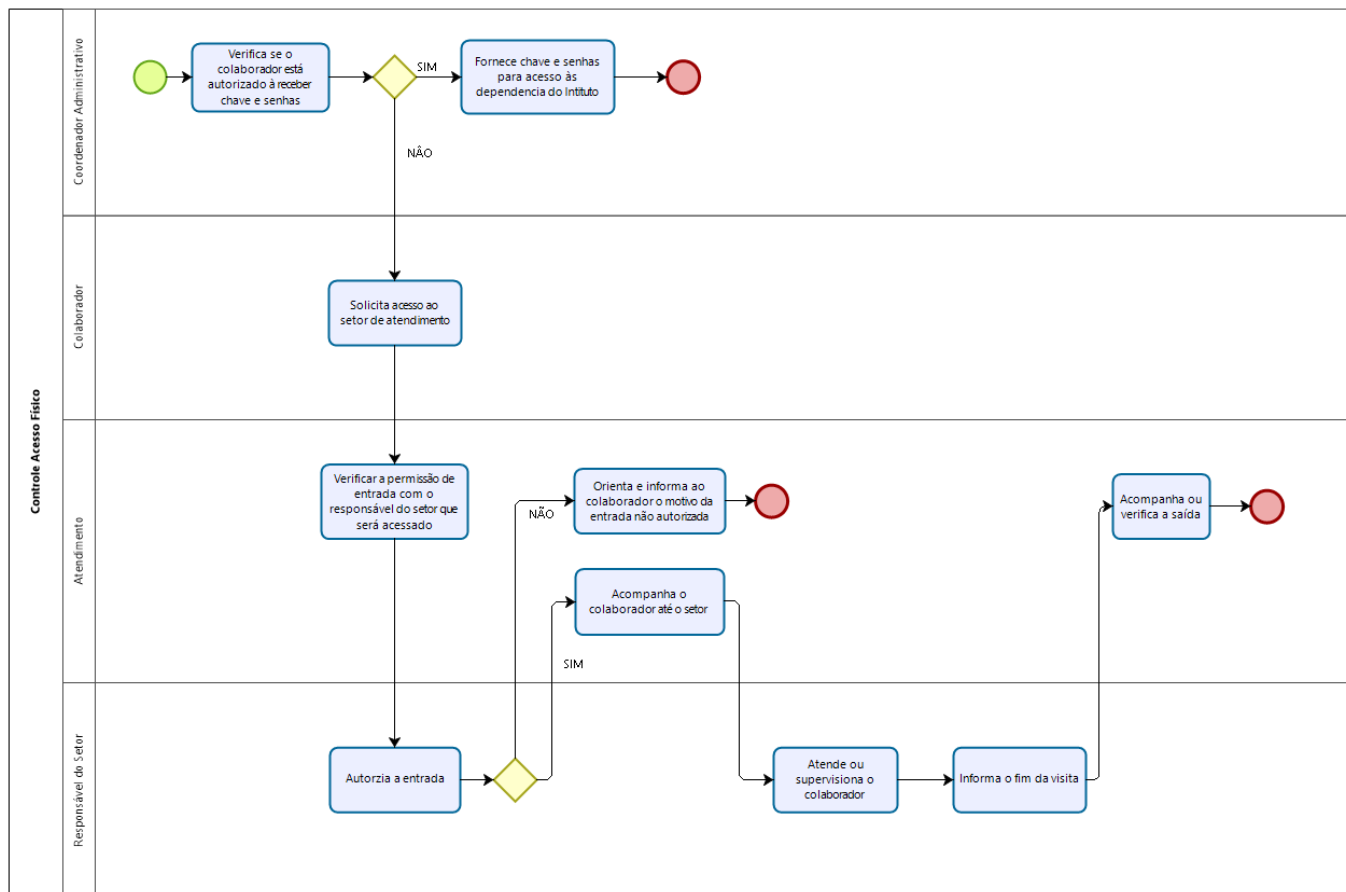 Controle Acesso Físico
Coordenador Administrativo
Verifica se o
colaborador está
autorizado à receber
chave e senhas
SIM
Fornece chave e senhas
para acesso às
dependencia do Intituto
NÂO
Colaborador
Solicita acesso ao
setor de atendimento
Atendimento
Verificar a permissão de
entrada com o
responsável do setor que
será acessado
NÃO
Orienta e informa ao
colaborador o motivo da
entrada não autorizada
Acompanha o
colaborador até o setor
SIM
Acompanha ou
verifica a saída
Responsável do Setor
Autorzia a entrada
Atende ou
supervisiona o
colaborador
Informa o fim da visita